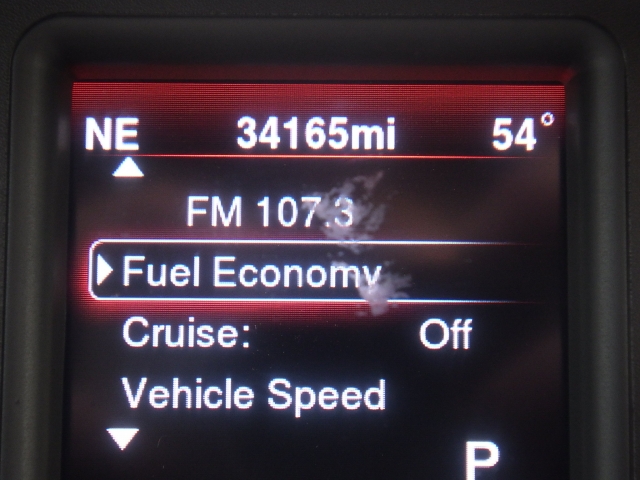 NE 34165mi 54°
FM 107.3
Fuel Economy
Cruise: Off
Vehicle Speed
P